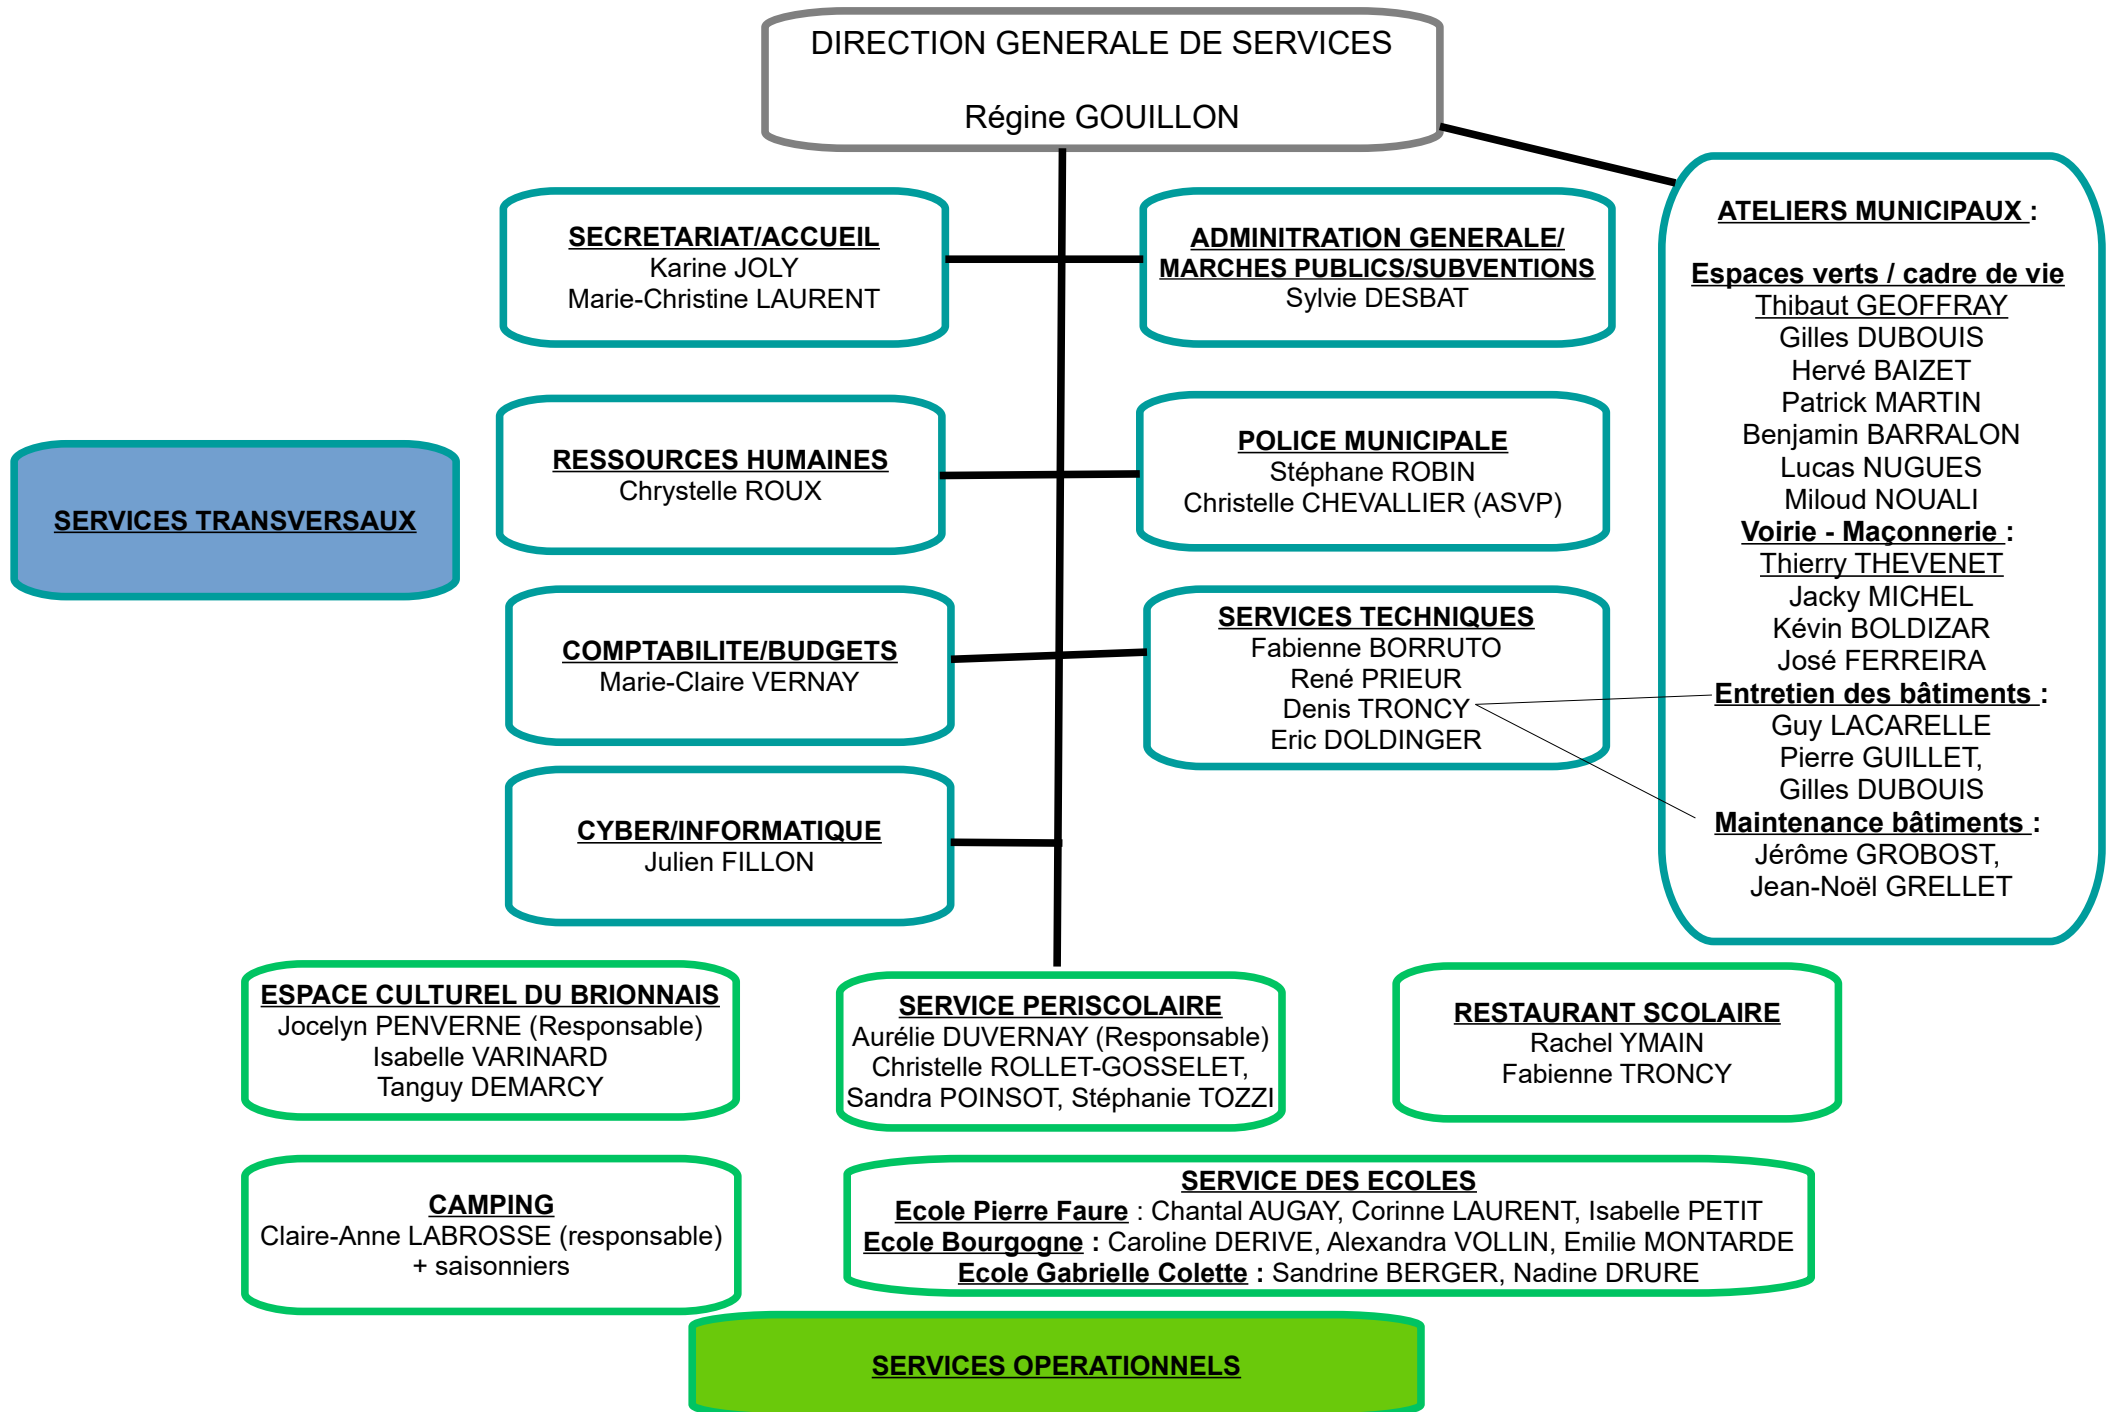 DIRECTION GENERALE DE SERVICES
Régine GOUILLON
SECRETARIAT/ACCUEIL
Karine JOLY
Marie-Christine LAURENT
ADMINITRATION GENERALE/
MARCHES PUBLICS/SUBVENTIONS
Sylvie DESBAT
RESSOURCES HUMAINES
Chrystelle ROUX
POLICE MUNICIPALE
Stéphane ROBIN
Christelle CHEVALLIER (ASVP)
SERVICES TRANSVERSAUX
COMPTABILITE/BUDGETS
Marie-Claire VERNAY
SERVICES TECHNIQUES
Fabienne BORRUTO
René PRIEUR
Denis TRONCY
Eric DOLDINGER
CYBER/INFORMATIQUE
Julien FILLON
ATELIERS MUNICIPAUX :
Espaces verts / cadre de vie
Thibaut GEOFFRAY
Gilles DUBOUIS
Hervé BAIZET
Patrick MARTIN
Benjamin BARRALON
Lucas NUGUES
Miloud NOUALI
Voirie - Maçonnerie :
Thierry THEVENET
Jacky MICHEL
Kévin BOLDIZAR
José FERREIRA
Entretien des bâtiments :
Guy LACARELLE
Pierre GUILLET,
Gilles DUBOUIS
Maintenance bâtiments :
Jérôme GROBOST,
Jean-Noël GRELLET
ESPACE CULTUREL DU BRIONNAIS
Jocelyn PENVERNE (Responsable)
Isabelle VARINARD
Tanguy DEMARCY
SERVICE PERISCOLAIRE
Aurélie DUVERNAY (Responsable)
Christelle ROLLET-GOSSELET,
Sandra POINSOT, Stéphanie TOZZI
RESTAURANT SCOLAIRE
Rachel YMAIN
Fabienne TRONCY
CAMPING
Claire-Anne LABROSSE (responsable)
+ saisonniers
SERVICE DES ECOLES
Ecole Pierre Faure : Chantal AUGAY, Corinne LAURENT, Isabelle PETIT
Ecole Bourgogne : Caroline DERIVE, Alexandra VOLLIN, Emilie MONTARDE
Ecole Gabrielle Colette : Sandrine BERGER, Nadine DRURE
SERVICES OPERATIONNELS